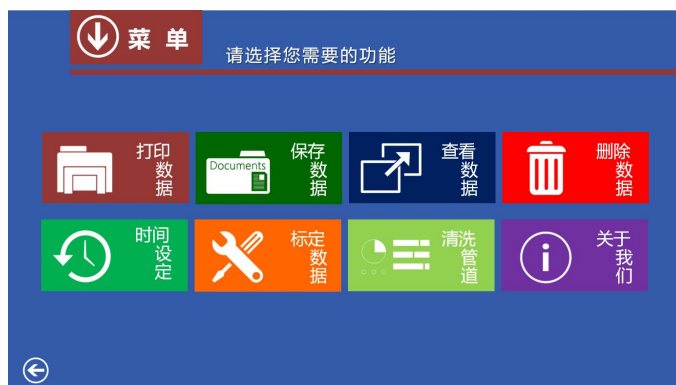 菜 单
请选择您需要的功能
打印
数
据
Documents
保存
数
据
查看
数
据
删除
数
据
时间
设
定
标定
数
据
清洗
管
道
关于
我
们